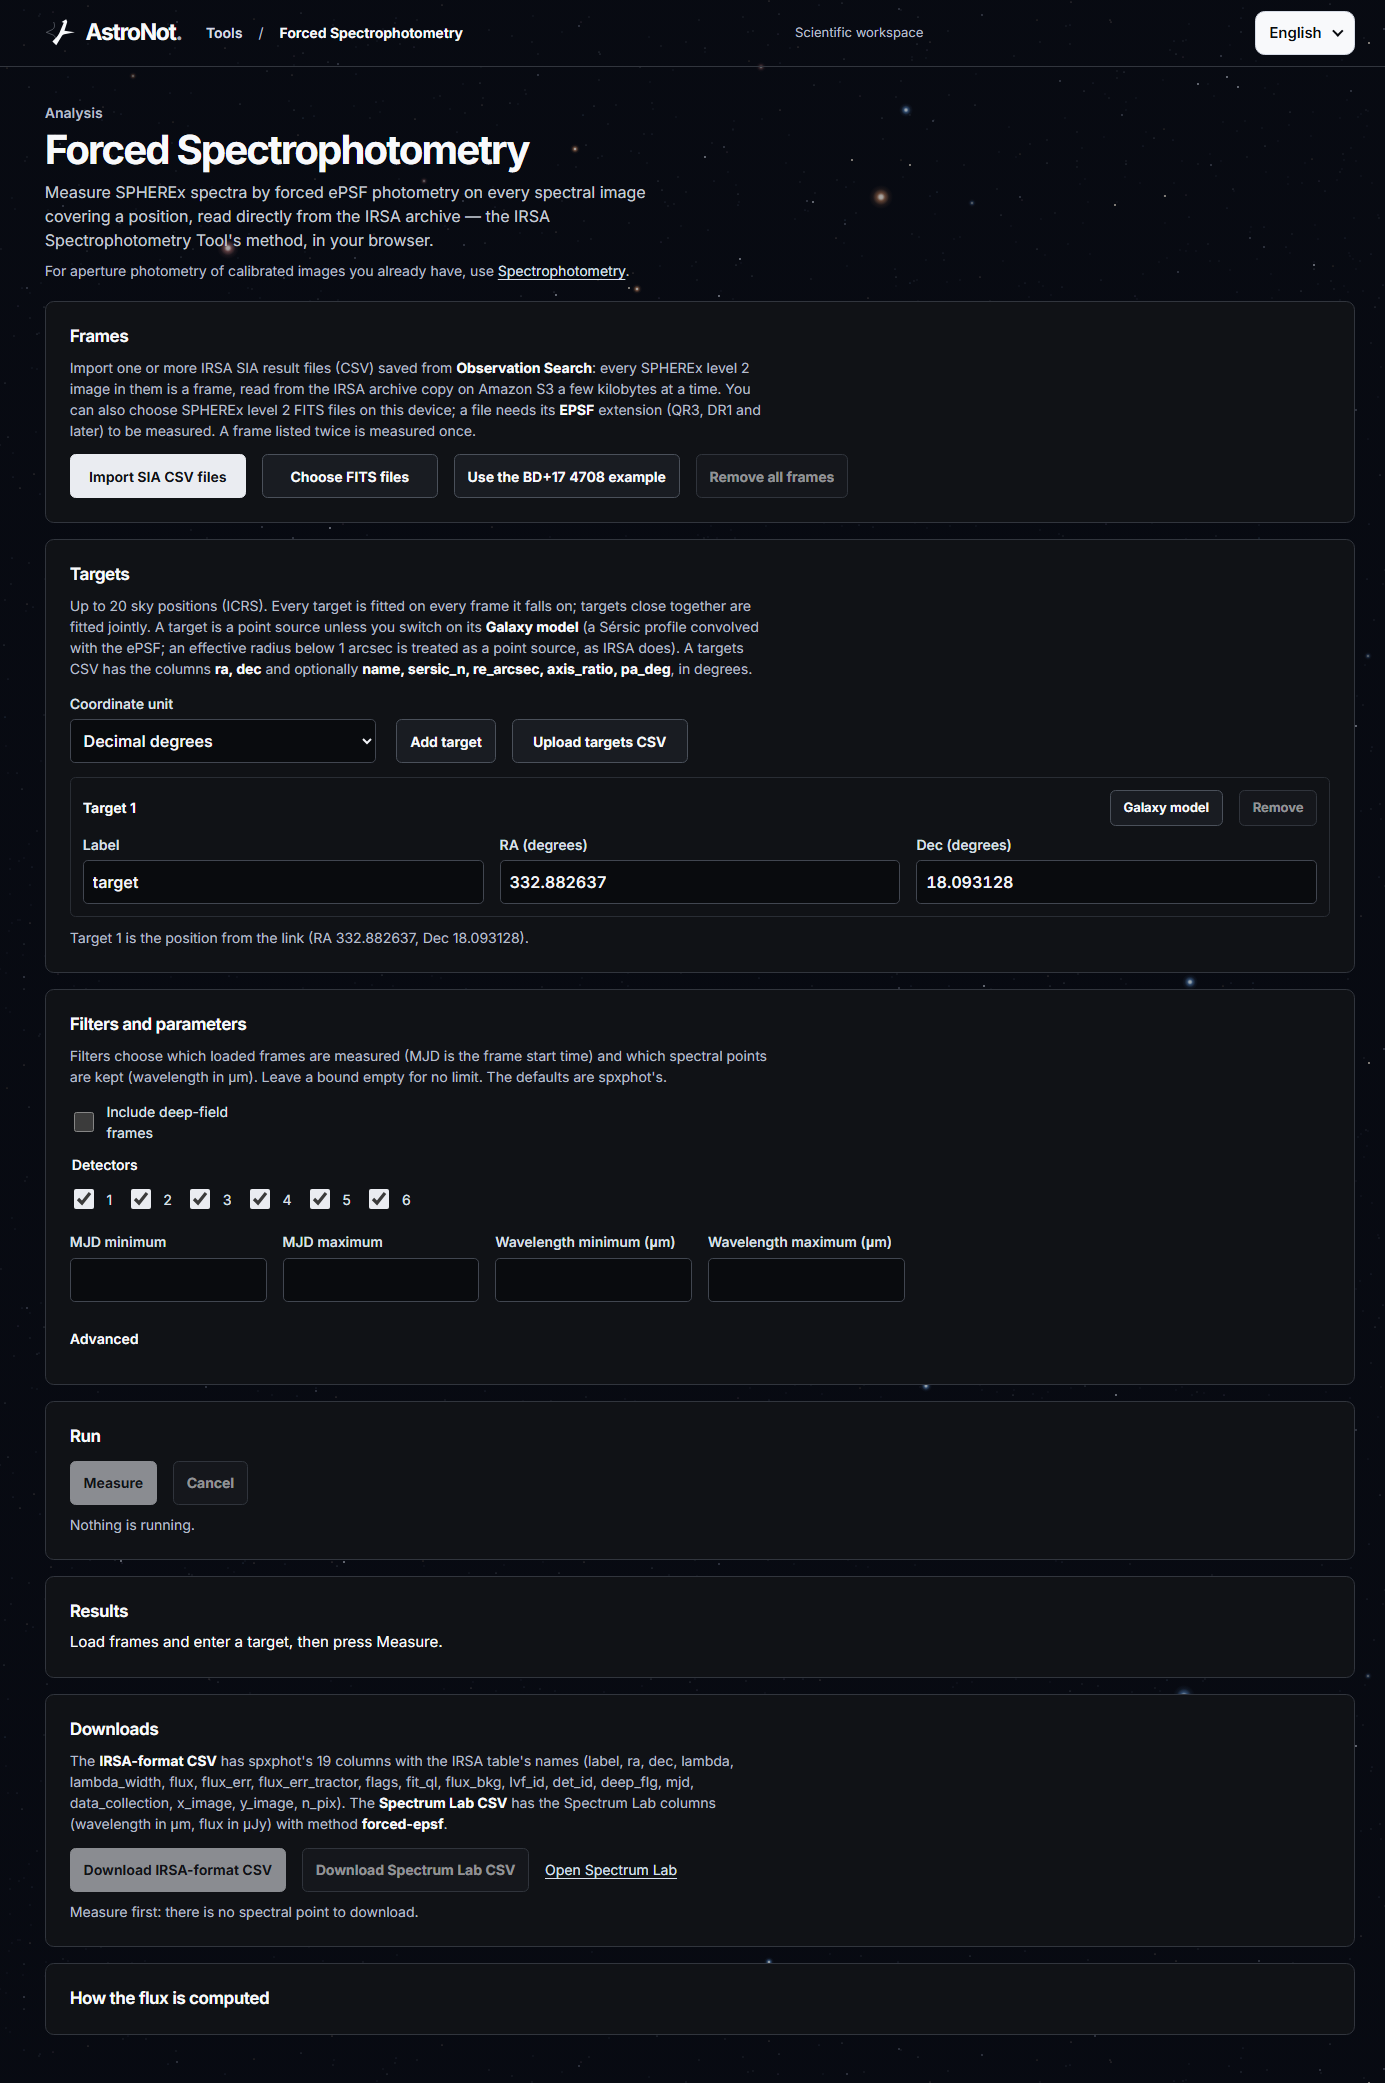 AstroNot.
Tools / Forced Spectrophotometry
Scientific workspace
English
Analysis
Forced Spectrophotometry
Measure SPHEREx spectra by forced ePSF photometry on every spectral image
covering a position, read directly from the IRSA archive — the IRSA
Spectrophotometry Tool's method, in your browser.
For aperture photometry of calibrated images you already have, use Spectrophotometry.
Frames
Import one or more IRSA SIA result files (CSV) saved from Observation Search: every SPHEREx level 2
image in them is a frame, read from the IRSA archive copy on Amazon S3 a few kilobytes at a time. You
can also choose SPHEREx level 2 FITS files on this device; a file needs its EPSF extension (QR3, DR1 and
later) to be measured. A frame listed twice is measured once.
Import SIA CSV files
Choose FITS files
Use the BD+17 4708 example
Remove all frames
Targets
Up to 20 sky positions (ICRS). Every target is fitted on every frame it falls on; targets close together are
fitted jointly. A target is a point source unless you switch on its Galaxy model (a Sérsic profile convolved
with the ePSF; an effective radius below 1 arcsec is treated as a point source, as IRSA does). A targets
CSV has the columns ra, dec and optionally name, sersic_n, re_arcsec, axis_ratio, pa_deg, in degrees.
Coordinate unit
Decimal degrees
Add target
Upload targets CSV
Target 1
Galaxy model
Remove
Label
RA (degrees)
Dec (degrees)
target
332.882637
18.093128
Target 1 is the position from the link (RA 332.882637, Dec 18.093128).
Filters and parameters
Filters choose which loaded frames are measured (MJD is the frame start time) and which spectral points
are kept (wavelength in µm). Leave a bound empty for no limit. The defaults are spxphot's.
Include deep-field
frames
Detectors
1 2 3 4 5 6
MJD minimum
MJD maximum
Wavelength minimum (µm)
Wavelength maximum (µm)
Advanced
Run
Measure
Cancel
Nothing is running.
Results
Load frames and enter a target, then press Measure.
Downloads
The IRSA-format CSV has spxphot's 19 columns with the IRSA table's names (label, ra, dec, lambda,
lambda_width, flux, flux_err, flux_err_tractor, flags, fit_ql, flux_bkg, lvf_id, det_id, deep_flg, mjd,
data_collection, x_image, y_image, n_pix). The Spectrum Lab CSV has the Spectrum Lab columns
(wavelength in µm, flux in µJy) with method forced-epsf.
Download IRSA-format CSV
Download Spectrum Lab CSV
Open Spectrum Lab
Measure first: there is no spectral point to download.
How the flux is computed